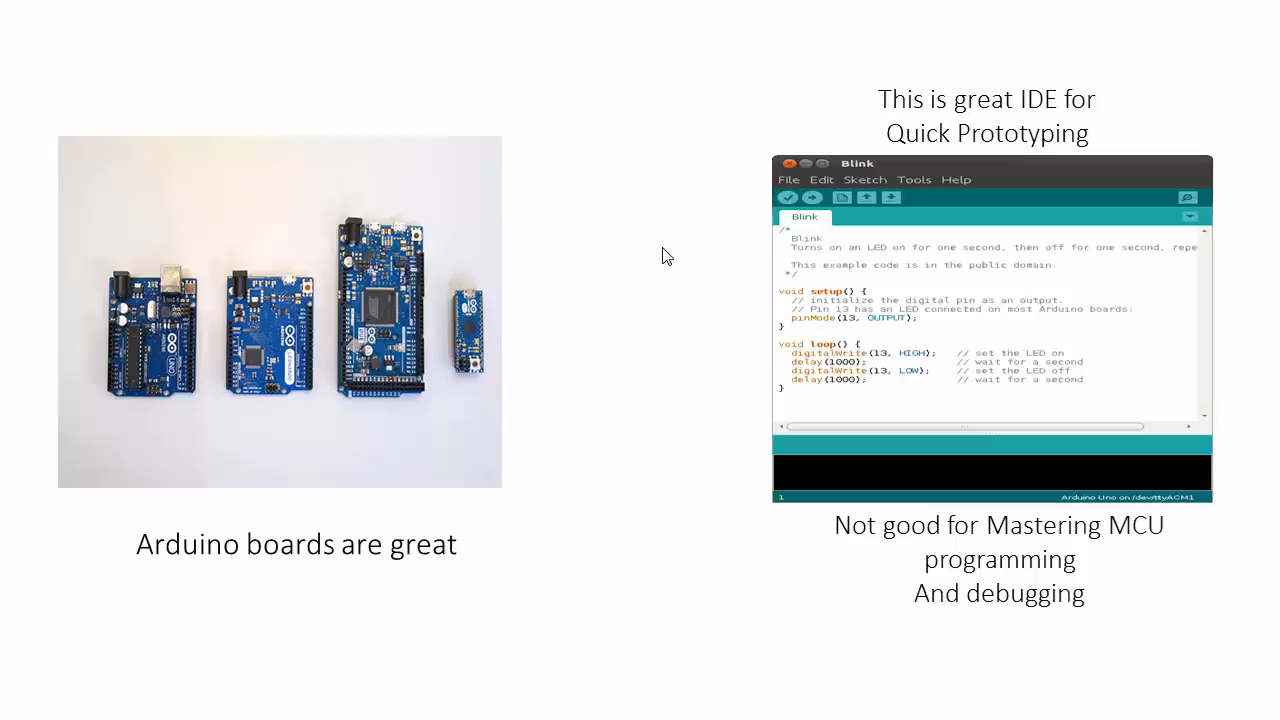 This is great IDE for
Quick Prototyping
Blink
File Edit Sketch Tools Help
Blink
/*
Blink
Turns on an LED on for one second, then off for one second, repe
This example code is in the public domain.
*/
void setup() {
// initialize the digital pin as an output.
// Pin 13 has an LED connected on most Arduino boards:
pinMode(13, OUTPUT);
}
void loop() {
digitalWrite(13, HIGH); // set the LED on
delay(1000); // wait for a second
digitalWrite(13, LOW); // set the LED off
delay(1000); // wait for a second
}
1 Arduino Uno on /dev/ttyACM1
UNO
Arduino boards are great
Not good for Mastering MCU
programming
And debugging